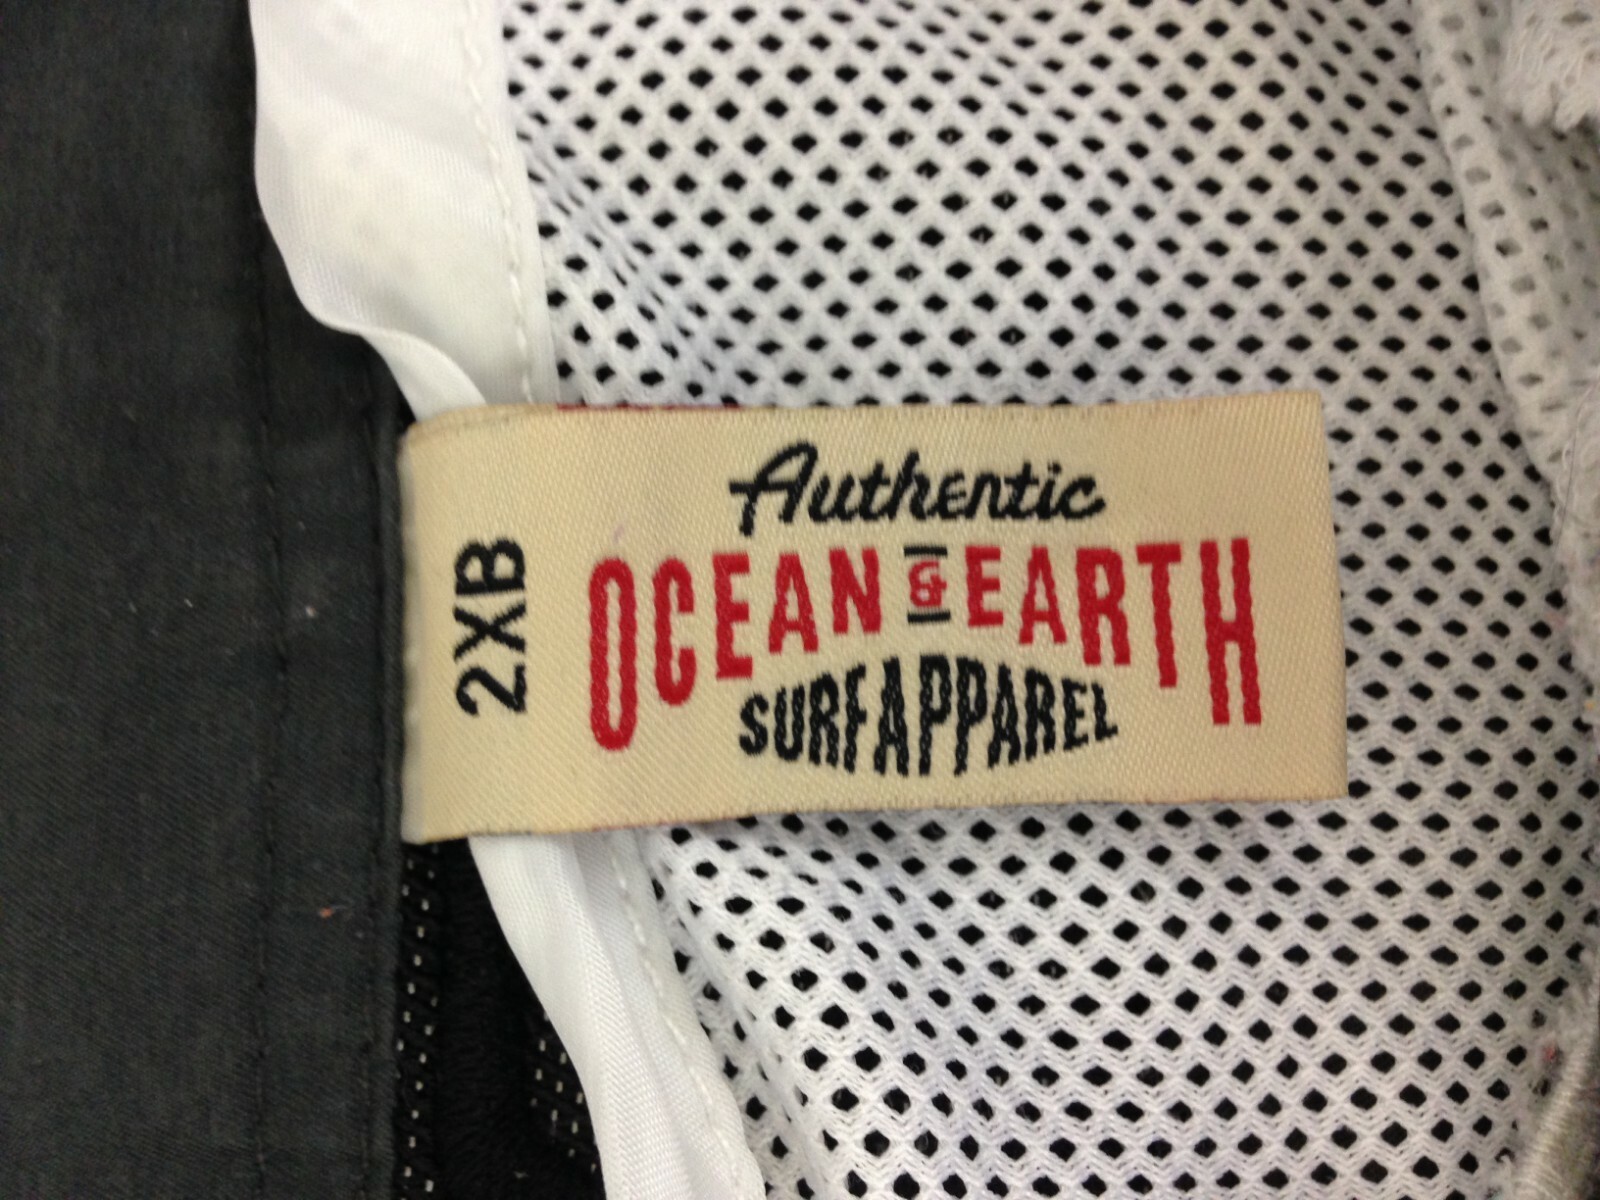 2XB
Authentic
OCEAN & EARTH
SURF APPAREL